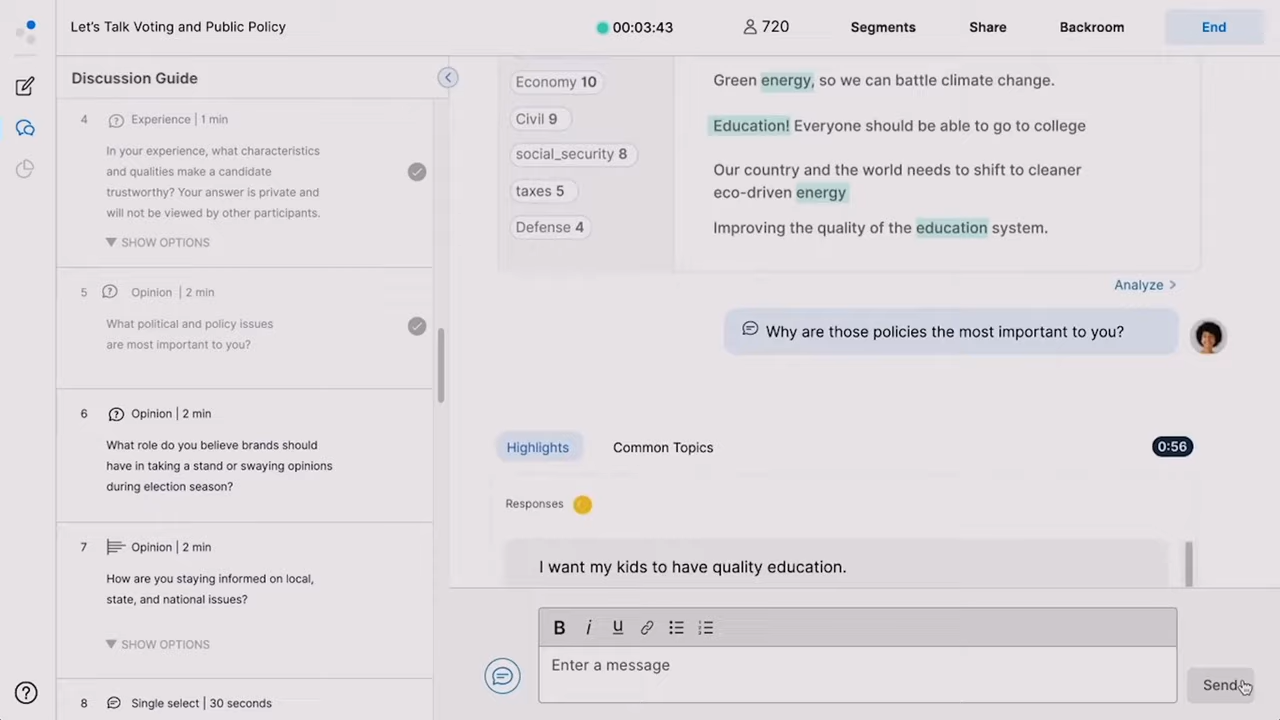 Let's Talk Voting and Public Policy
00:03:43
720
Segments
Share
Backroom
End
Discussion Guide
4 Experience | 1 min
In your experience, what characteristics
and qualities make a candidate
trustworthy? Your answer is private and
will not be viewed by other participants.
SHOW OPTIONS
5 Opinion | 2 min
What political and policy issues
are most important to you?
6 Opinion | 2 min
What role do you believe brands should
have in taking a stand or swaying opinions
during election season?
7 Opinion | 2 min
How are you staying informed on local,
state, and national issues?
SHOW OPTIONS
8 Single select | 30 seconds
Economy 10
Civil 9
social_security 8
taxes 5
Defense 4
Green energy, so we can battle climate change.
Education! Everyone should be able to go to college
Our country and the world needs to shift to cleaner
eco-driven energy
Improving the quality of the education system.
Analyze >
Why are those policies the most important to you?
Highlights
Common Topics
0:56
Responses
I want my kids to have quality education.
B i U
Enter a message
Send